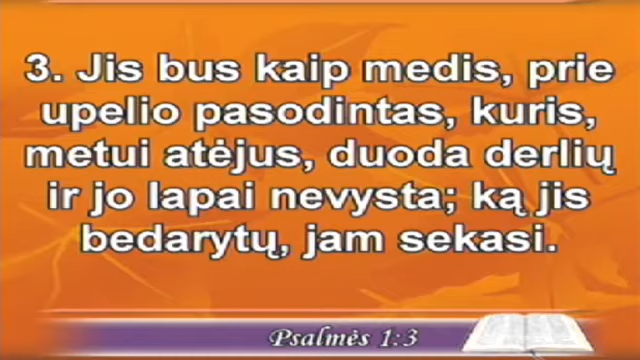 3. Jis bus kaip medis, prie
upelio pasodintas, kuris,
metui atėjus, duoda derlių
ir jo lapai nevysta; ką jis
bedarytų, jam sekasi.
Psalmės 1:3